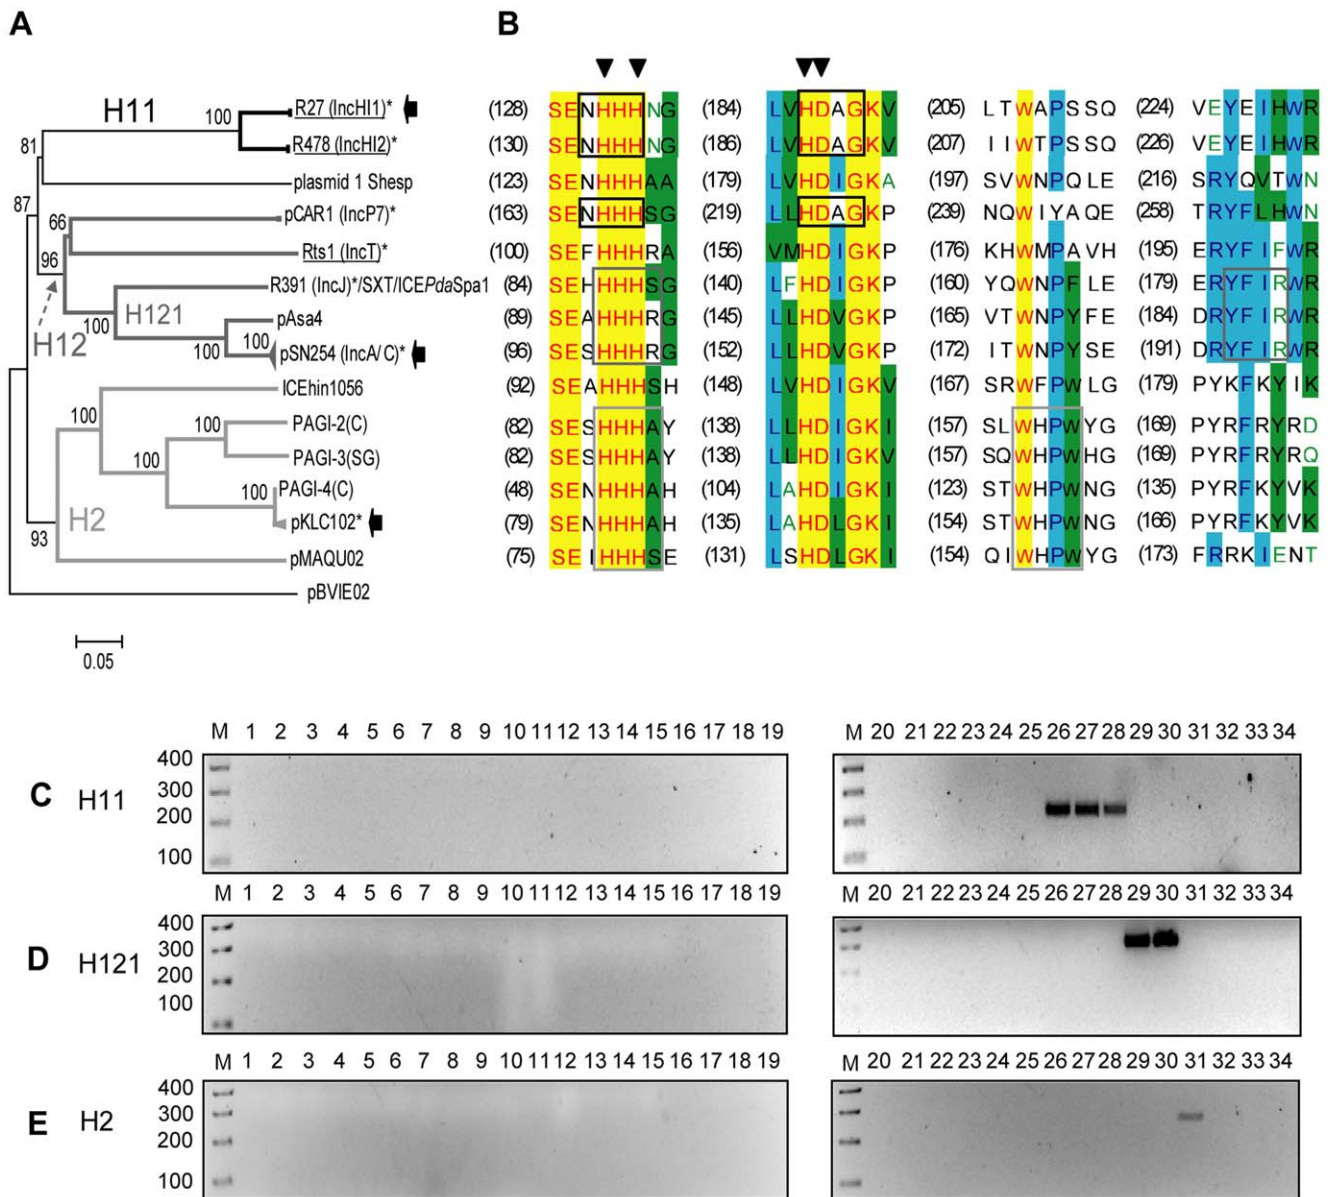 A
B
H11
R27 (IncHI1)*
100
R478 (IncHI2)*
81
plasmid 1 Shesp
87
pCAR1 (IncP7)*
66
Rts1 (IncT)*
96
R391 (IncJ)*/SXT/ICEPdaSpa1
H121
100
pAsa4
H12
100
100
pSN254 (IncA/C)*
ICEhin1056
100
PAGI-2(C)
100
100
PAGI-3(SG)
PAGI-4(C)
100
H2
pKLC102*
93
pMAQU02
pBVIE02
0.05
(128) SENHHHNG (184) LVHDAGKV (205) LTWAPSSQ (224) VEYEIHWR
(130) SENHHHNG (186) LVHDAGKV (207) IIWTPSSQ (226) VEYEIHWR
(123) SENHHHAA (179) LVHDIGKA (197) SVWNPQLE (216) SRYQVTWN
(163) SENHHHSG (219) LLHDAGKP (239) NQWIYAQE (258) TRYFLHWN
(100) SEFHHHRA (156) VMHDIGKP (176) KHWMPAVH (195) ERYFIFWR
(84) SEHHHHSG (140) LFHDIGKP (160) YQWNPFLE (179) ERYFIRWR
(89) SEAHHHRG (145) LLHDVGKP (165) VTWNPYFE (184) DRYFIRWR
(96) SESHHHRG (152) LLHDVGKP (172) ITWNPYSE (191) DRYFIRWR
(92) SEAHHHSH (148) LVHDIGKV (167) SRWFPWLG (179) PYKFKYIK
(82) SESHHHAY (138) LLHDIGKI (157) SLWHPWYG (169) PYRFRYRD
(82) SESHHHAY (138) LLHDIGKV (157) SQWHPWHG (169) PYRFRYRQ
(48) SENHHHAH (104) LAHDIGKI (123) STWHPWNG (135) PYRFKYVK
(79) SENHHHAH (135) LAHDLGKI (154) STWHPWNG (166) PYRFKYVK
(75) SEIHHHSE (131) LSHDLGKI (154) QIWHPWYG (173) FRRKIENT
M 1 2 3 4 5 6 7 8 9 10 11 12 13 14 15 16 17 18 19
M 20 21 22 23 24 25 26 27 28 29 30 31 32 33 34
C H11
400
300
200
100
M 1 2 3 4 5 6 7 8 9 10 11 12 13 14 15 16 17 18 19
M 20 21 22 23 24 25 26 27 28 29 30 31 32 33 34
D H121
400
300
200
100
M 1 2 3 4 5 6 7 8 9 10 11 12 13 14 15 16 17 18 19
M 20 21 22 23 24 25 26 27 28 29 30 31 32 33 34
E H2
400
300
200
100